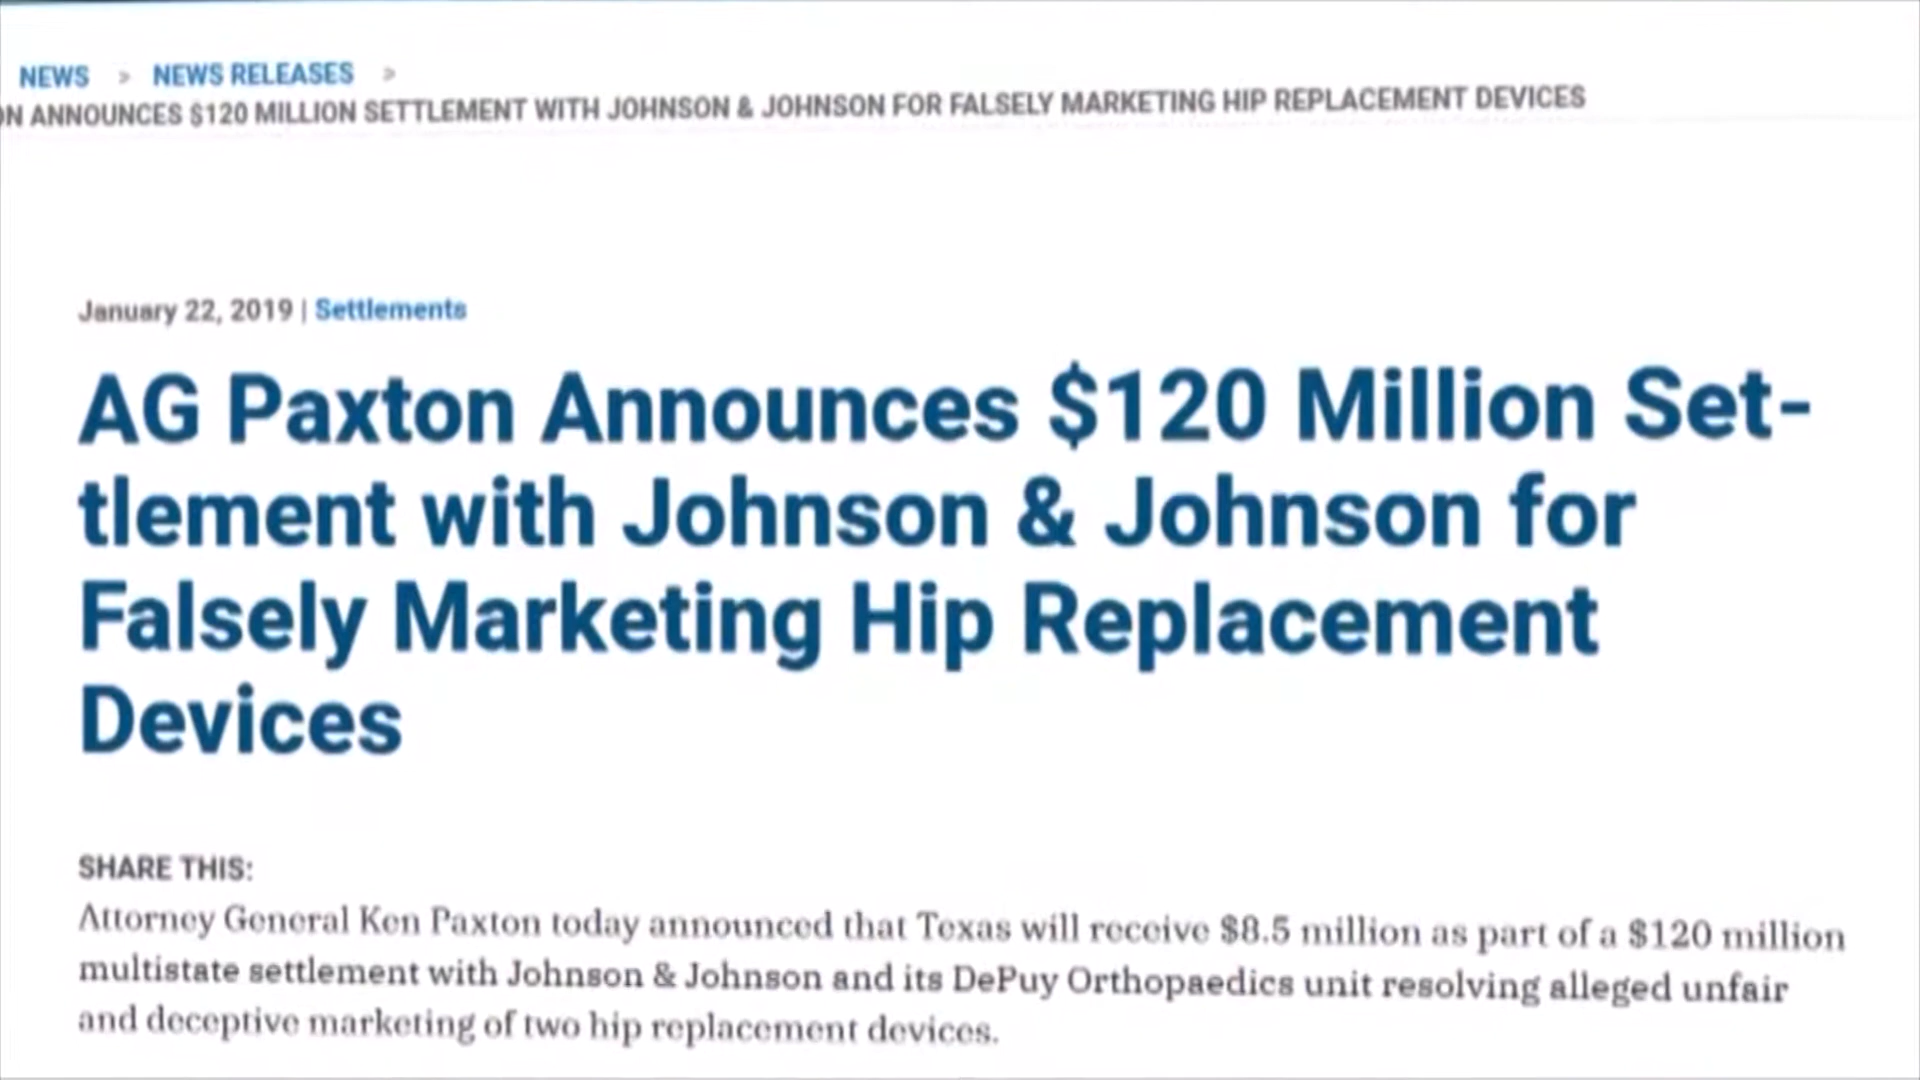 NEWS > NEWS RELEASES >
ON ANNOUNCES $120 MILLION SETTLEMENT WITH JOHNSON & JOHNSON FOR FALSELY MARKETING HIP REPLACEMENT DEVICES
January 22, 2019 | Settlements
AG Paxton Announces $120 Million Set-
tlement with Johnson & Johnson for
Falsely Marketing Hip Replacement
Devices
SHARE THIS:
Attorney General Ken Paxton today announced that Texas will receive $8.5 million as part of a $120 million
multistate settlement with Johnson & Johnson and its DePuy Orthopaedics unit resolving alleged unfair
and deceptive marketing of two hip replacement devices.